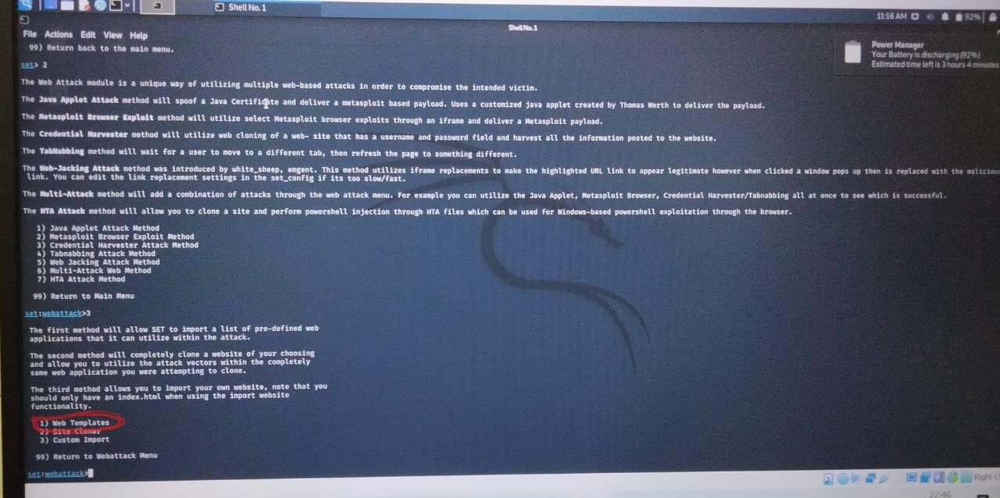 Shell No. 1
11:16 AM
92%
Shell No.1
File Actions Edit View Help
Power Manager
Your Battery is discharging (92%)
Estimated time left is 3 hours 4 minutes
99) Return back to the main menu.
set> 2
The Web Attack module is a unique way of utilizing multiple web-based attacks in order to compromise the intended victim.
The Java Applet Attack method will spoof a Java Certificate and deliver a metasploit based payload. Uses a customized java applet created by Thomas Werth to deliver the payload.
The Metasploit Browser Exploit method will utilize select Metasploit browser exploits through an iframe and deliver a Metasploit payload.
The Credential Harvester method will utilize web cloning of a web- site that has a username and password field and harvest all the information posted to the website.
The TabNabbing method will wait for a user to move to a different tab, then refresh the page to something different.
The Web-Jacking Attack method was introduced by white_sheep, emgent. This method utilizes iframe replacements to make the highlighted URL link to appear legitimate however when clicked a window pops up then is replaced with the malicious
link. You can edit the link replacement settings in the set_config if its too slow/fast.
The Multi-Attack method will add a combination of attacks through the web attack menu. For example you can utilize the Java Applet, Metasploit Browser, Credential Harvester/Tabnabbing all at once to see which is successful.
The HTA Attack method will allow you to clone a site and perform powershell injection through HTA files which can be used for Windows-based powershell exploitation through the browser.
1) Java Applet Attack Method
2) Metasploit Browser Exploit Method
3) Credential Harvester Attack Method
4) Tabnabbing Attack Method
5) Web Jacking Attack Method
6) Multi-Attack Web Method
7) HTA Attack Method
99) Return to Main Menu
set:webattack>3
The first method will allow SET to import a list of pre-defined web
applications that it can utilize within the attack.
The second method will completely clone a website of your choosing
and allow you to utilize the attack vectors within the completely
same web application you were attempting to clone.
The third method allows you to import your own website, note that you
should only have an index.html when using the import website
functionality.
1) Web Templates
2) Site Cloner
3) Custom Import
99) Return to Webattack Menu
set:webattack>
Right
22:46